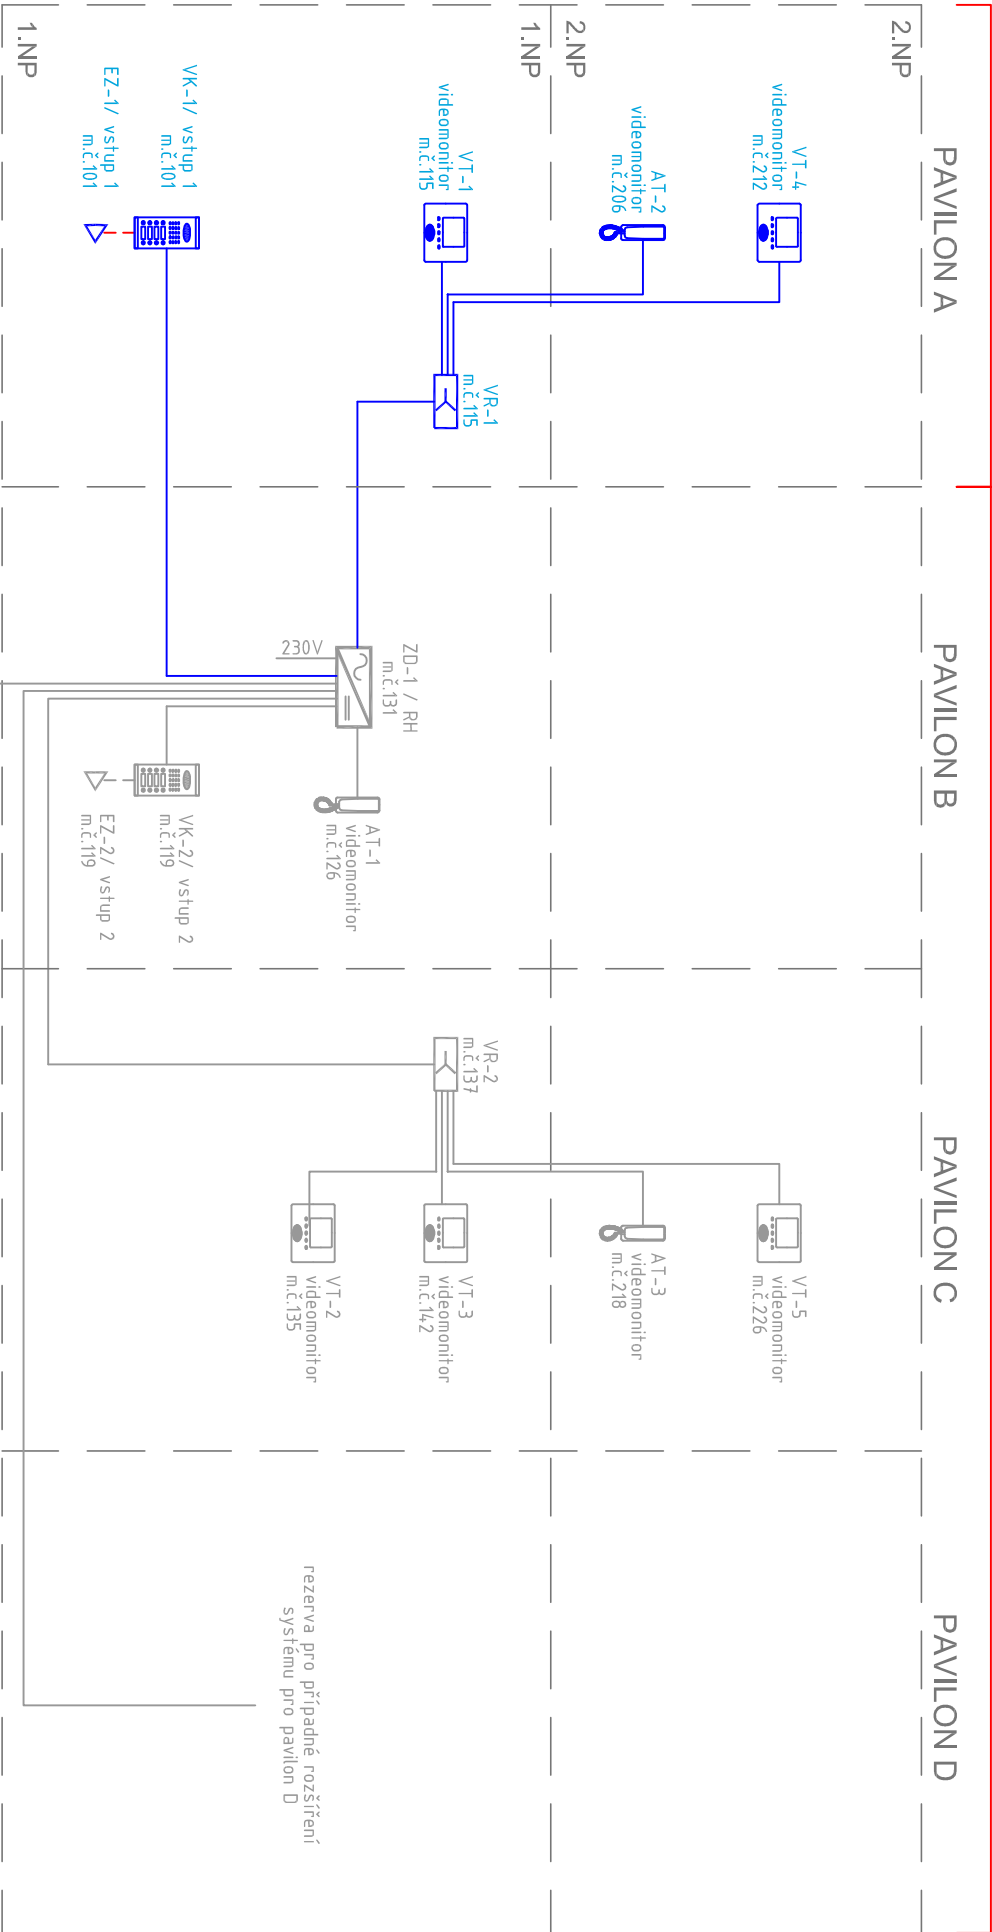 PAVILON A
PAVILON B
PAVILON C
PAVILON D
2.NP
2.NP
1.NP
1.NP
VT-4
videomonitor
m.č.212
AT-2
videomonitor
m.č.206
VT-1
videomonitor
m.č.115
VR-1
m.č.115
VK-1/ vstup 1
m.č.101
EZ-1/ vstup 1
m.č.101
ZD-1 / RH
m.č.131
230V
AT-1
videomonitor
m.č.126
VK-2/ vstup 2
m.č.119
EZ-2/ vstup 2
m.č.119
VR-2
m.č.137
VT-5
videomonitor
m.č.226
AT-3
videomonitor
m.č.218
VT-3
videomonitor
m.č.142
VT-2
videomonitor
m.č.135
rezerva pro případné rozšíření
systému pro pavilon D